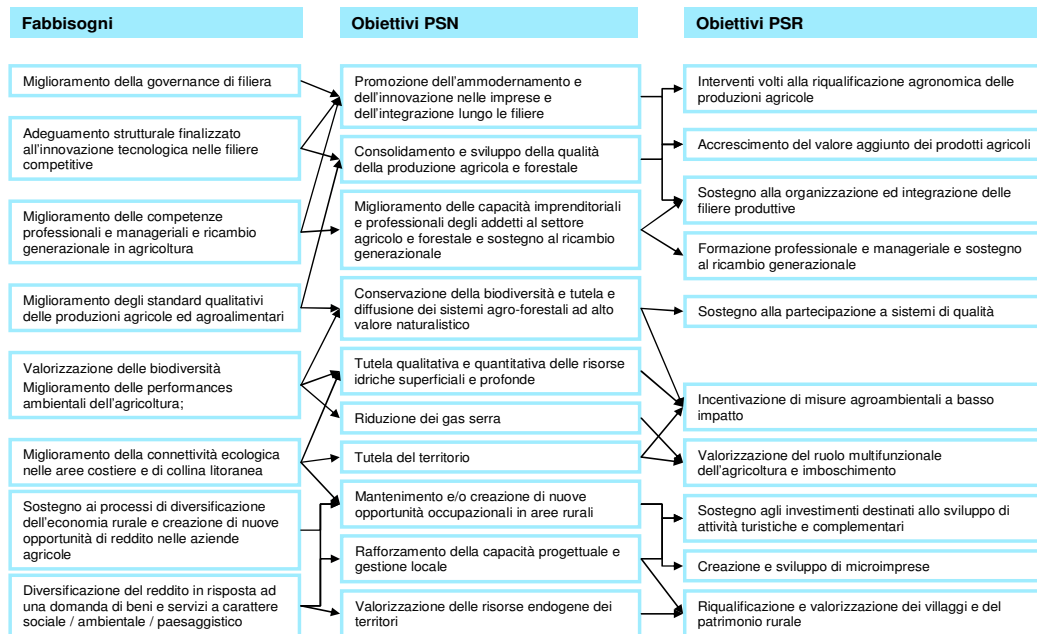 Fabbisogni
Miglioramento della governance di filiera
Adeguamento strutturale finalizzato
all'innovazione tecnologica nelle filiere
competitive
Miglioramento delle competenze
professionali e manageriali e ricambio
generazionale in agricoltura
Miglioramento degli standard qualitativi
delle produzioni agricole ed agroalimentari
Valorizzazione delle biodiversità
Miglioramento delle performances
ambientali dell'agricoltura;
Miglioramento della connettività ecologica
nelle aree costiere e di collina litoranea
Sostegno ai processi di diversificazione
dell'economia rurale e creazione di nuove
opportunità di reddito nelle aziende
agricole
Diversificazione del reddito in risposta ad
una domanda di beni e servizi a carattere
sociale / ambientale / paesaggistico
Obiettivi PSN
Promozione dell'ammodernamento e
dell'innovazione nelle imprese e
dell'integrazione lungo le filiere
Consolidamento e sviluppo della qualità
della produzione agricola e forestale
Miglioramento delle capacità imprenditoriali
e professionali degli addetti al settore
agricolo e forestale e sostegno al ricambio
generazionale
Conservazione della biodiversità e tutela e
diffusione dei sistemi agro-forestali ad alto
valore naturalistico
Tutela qualitativa e quantitativa delle risorse
idriche superficiali e profonde
Riduzione dei gas serra
Tutela del territorio
Mantenimento e/o creazione di nuove
opportunità occupazionali in aree rurali
Rafforzamento della capacità progettuale e
gestione locale
Valorizzazione delle risorse endogene dei
territori
Obiettivi PSR
Interventi volti alla riqualificazione agronomica delle
produzioni agricole
Accrescimento del valore aggiunto dei prodotti agricoli
Sostegno alla organizzazione ed integrazione delle
filiere produttive
Formazione professionale e manageriale e sostegno
al ricambio generazionale
Sostegno alla partecipazione a sistemi di qualità
Incentivazione di misure agroambientali a basso
impatto
Valorizzazione del ruolo multifunzionale
dell'agricoltura e imboschimento
Sostegno agli investimenti destinati allo sviluppo di
attività turistiche e complementari
Creazione e sviluppo di microimprese
Riqualificazione e valorizzazione dei villaggi e del
patrimonio rurale